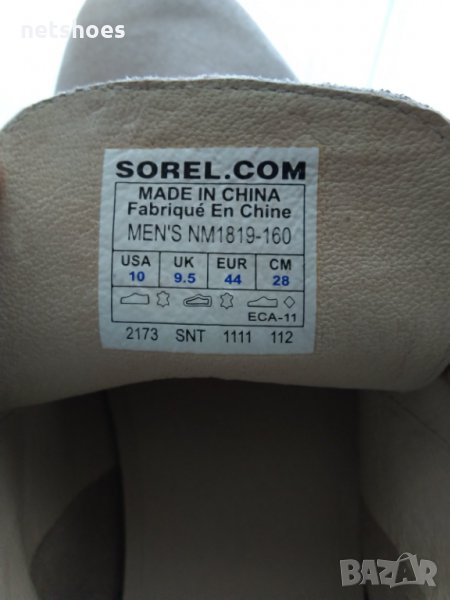 netshoes
SOREL.COM
MADE IN CHINA
Fabriqué En Chine
MEN'S NM1819-160
USA UK EUR CM
10 9.5 44 28
ECA-11
2173 SNT 1111 112
BAZAR